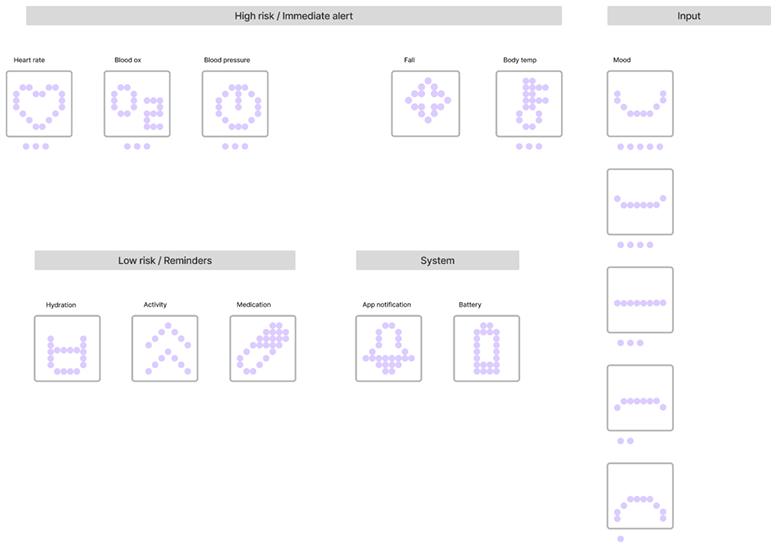 High risk / Immediate alert
Input
Heart rate
Blood ox
Blood pressure
Fall
Body temp
Mood
Low risk / Reminders
System
Hydration
Activity
Medication
App notification
Battery